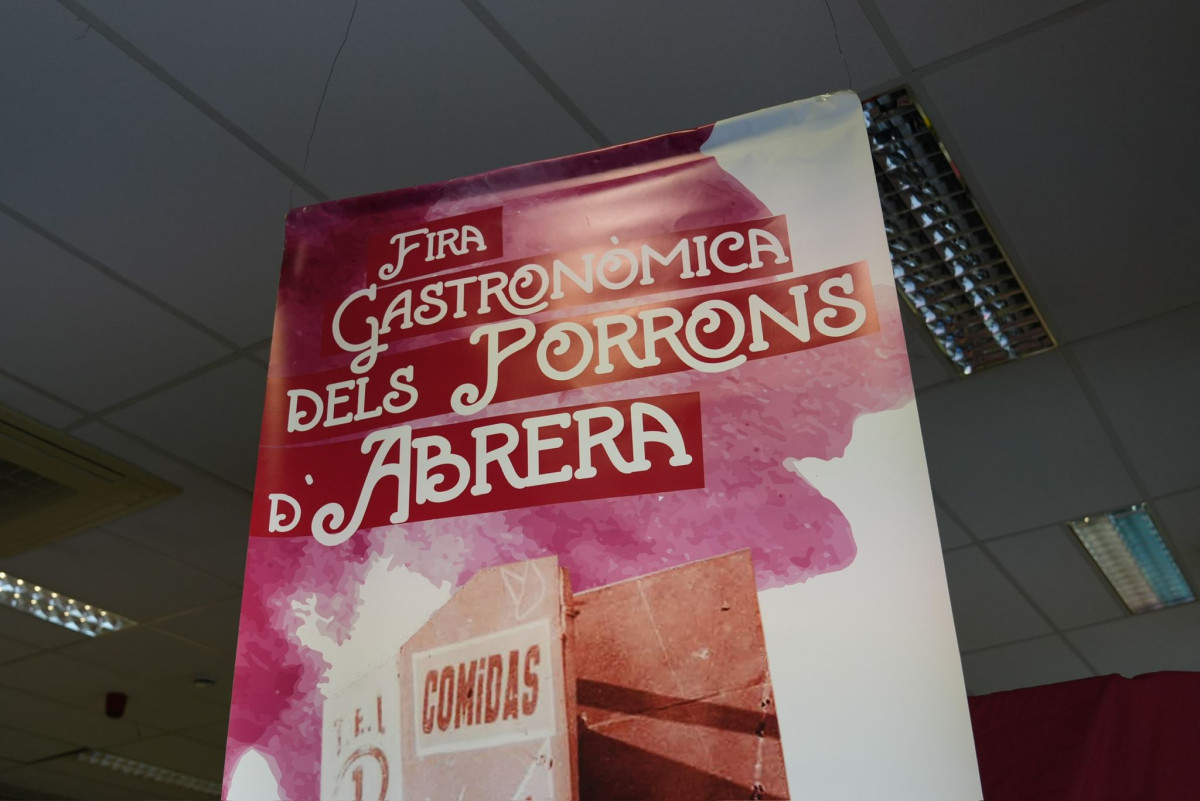 FIRA
GASTRONÒMICA
DELS PORRONS
D'ABRERA
COMiDAS